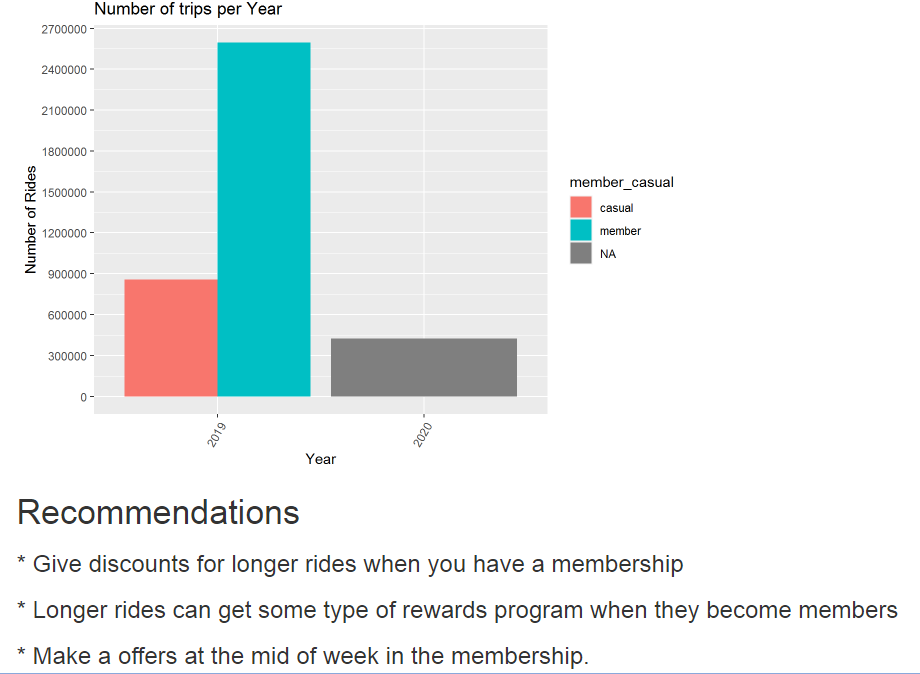 Number of trips per Year
2700000
2400000
2100000
1800000
1500000
1200000
900000
600000
300000
0
Number of Rides
2019
2020
Year
member_casual
casual
member
NA
Recommendations
* Give discounts for longer rides when you have a membership
* Longer rides can get some type of rewards program when they become members
* Make a offers at the mid of week in the membership.